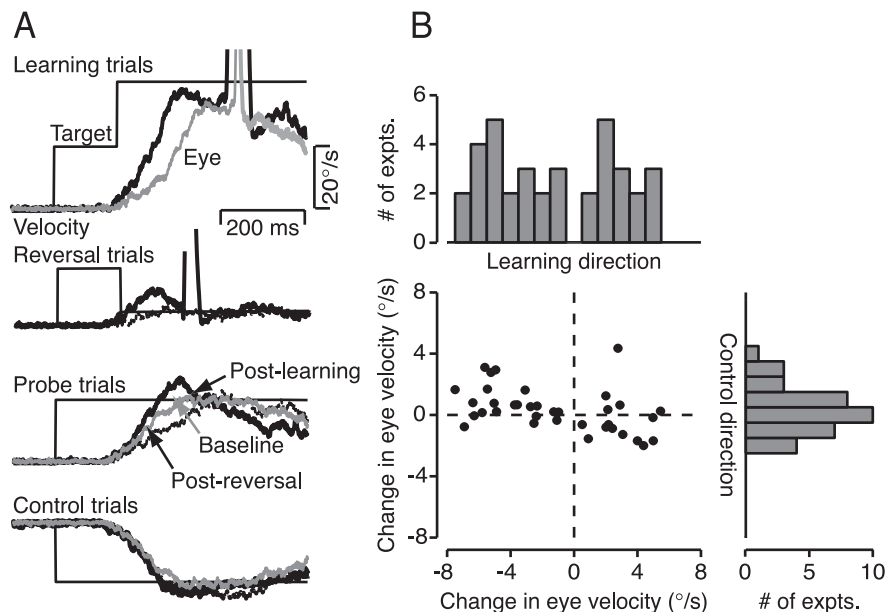 A
Learning trials
Target
Eye
20°/s
200 ms
Velocity
Reversal trials
Probe trials
Post-learning
Baseline
Post-reversal
Control trials
B
# of expts.
6
4
2
0
Learning direction
Change in eye velocity (°/s)
8
4
0
-4
-8
-8
-4
0
4
8
Change in eye velocity (°/s)
Control direction
0
5
10
# of expts.